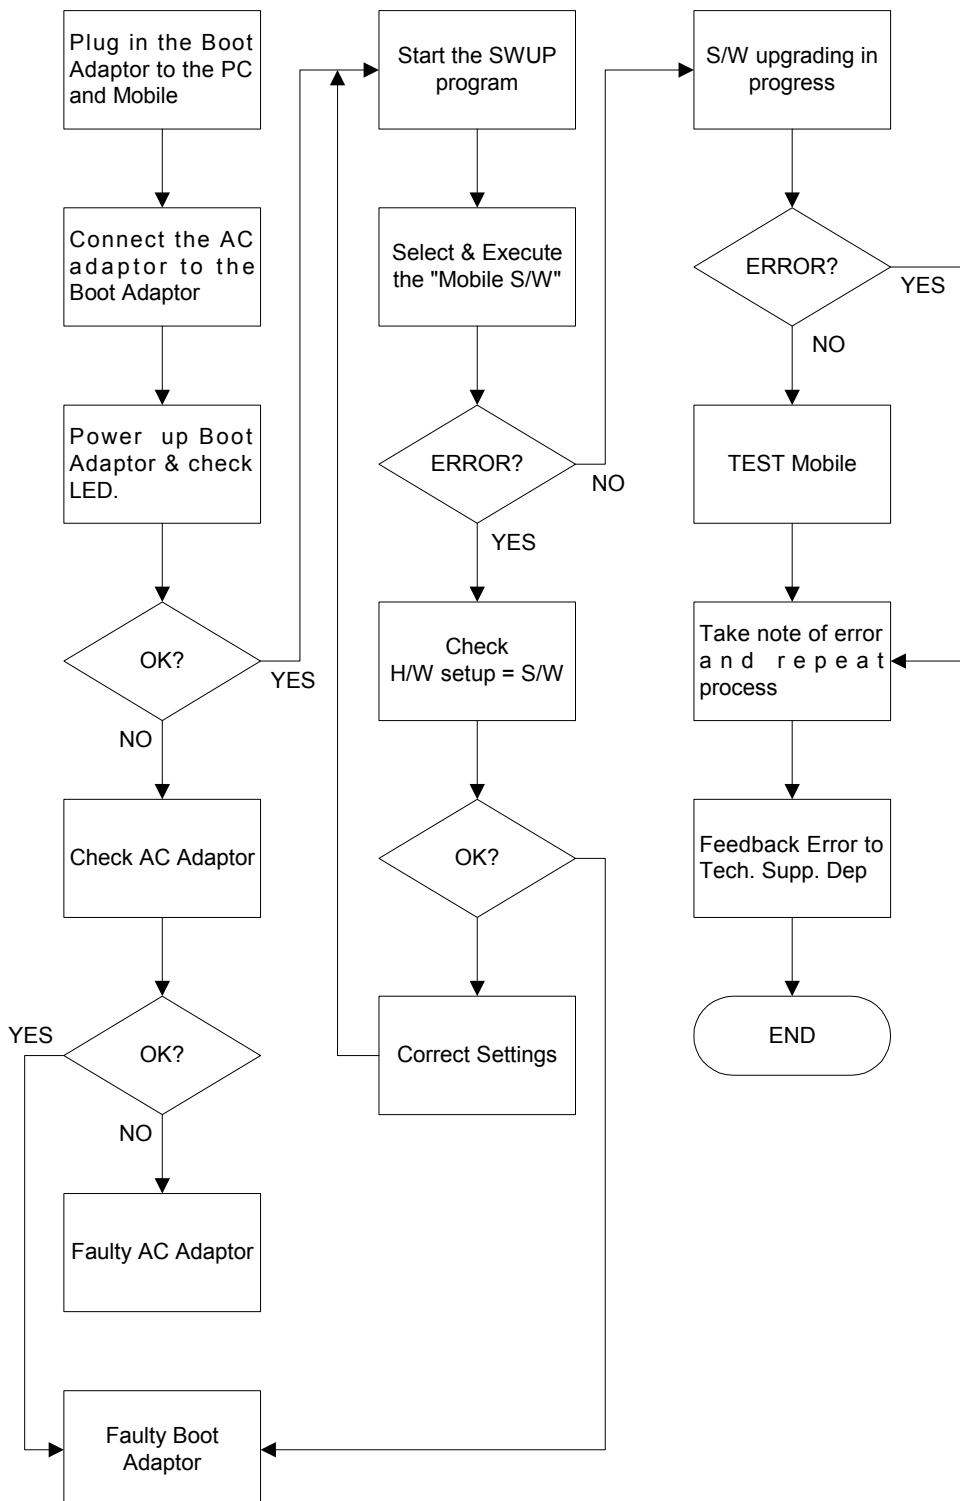 Plug in the Boot
Adaptor to the PC
and Mobile
Connect the AC
adaptor to the
Boot Adaptor
Power up Boot
Adaptor & check
LED.
OK?
YES
NO
Check AC Adaptor
YES
OK?
NO
Faulty AC Adaptor
Faulty Boot
Adaptor
Start the SWUP
program
Select & Execute
the "Mobile S/W"
ERROR?
NO
YES
Check
H/W setup = S/W
OK?
Correct Settings
S/W upgrading in
progress
ERROR?
YES
NO
TEST Mobile
Take note of error
and repeat
process
Feedback Error to
Tech. Supp. Dep
END